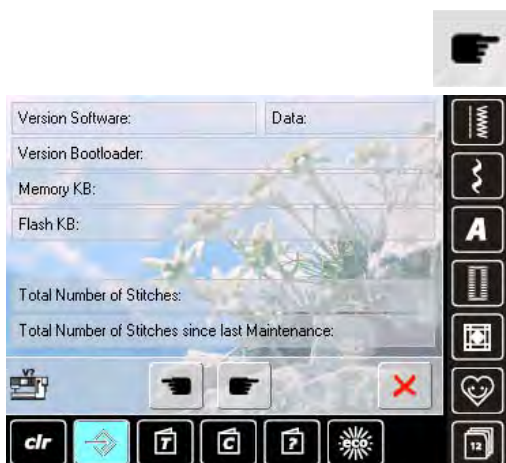 Version Software: Data:
Version Bootloader:
Memory KB:
Flash KB:
A
Total Number of Stitches:
Total Number of Stitches since last Maintenance:
V?
12
clr T C ? eco